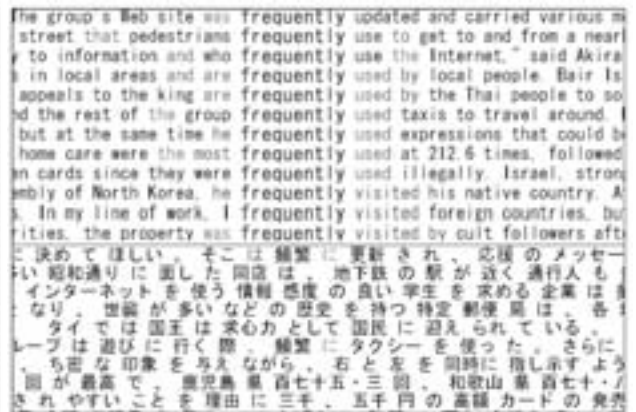 The group s Web site was frequently updated and carried various m
street that pedestrians frequently use to get to and from a near
y to information and who frequently use the Internet," said Akira
s in local areas and are frequently used by local people. Bair Is
appeals to the king are frequently used by the Thai people to so
nd the rest of the group frequently used taxis to travel around.
but at the same time he frequently used expressions that could b
home care were the most frequently used at 212.6 times, followed
en cards since they were frequently used illegally. Israel, stron
embly of North Korea, he frequently visited his native country. A
s. In my line of work, I frequently visited foreign countries, bu
rities, the property was frequently visited by cult followers aft
に 決め て ほしい 。 そこ は 頻繁 に 更新 さ れ 、 応援 の メッセー
い 昭和通り に 面し た 同店 は 、 地下鉄 の 駅 が 近く 通行人 も
インターネット を 使う 情報 感度 の 良い 学生 を 求める 企業 は
なり 、 世論 が 多い など の 歴史 を 持つ 特定 郵便 局 は 、 各
タイ で は 国王 は 求心力 として 国民 に 迎え られ て いる 。
ループ は 遊び に 行く 際 、 頻繁 に タクシー を 使っ た 。 さらに
、 ち密 な 印象 を 与え ながら 、 右 と 左 を 同時に 指し示す よう
回 が 最高 で 、 鹿児島 県 百七十五・三 回 、 和歌山 県 百七十・
さ れ やすい こと を 理由 に 三千 、 五千 円 の 高額 カード の 発売